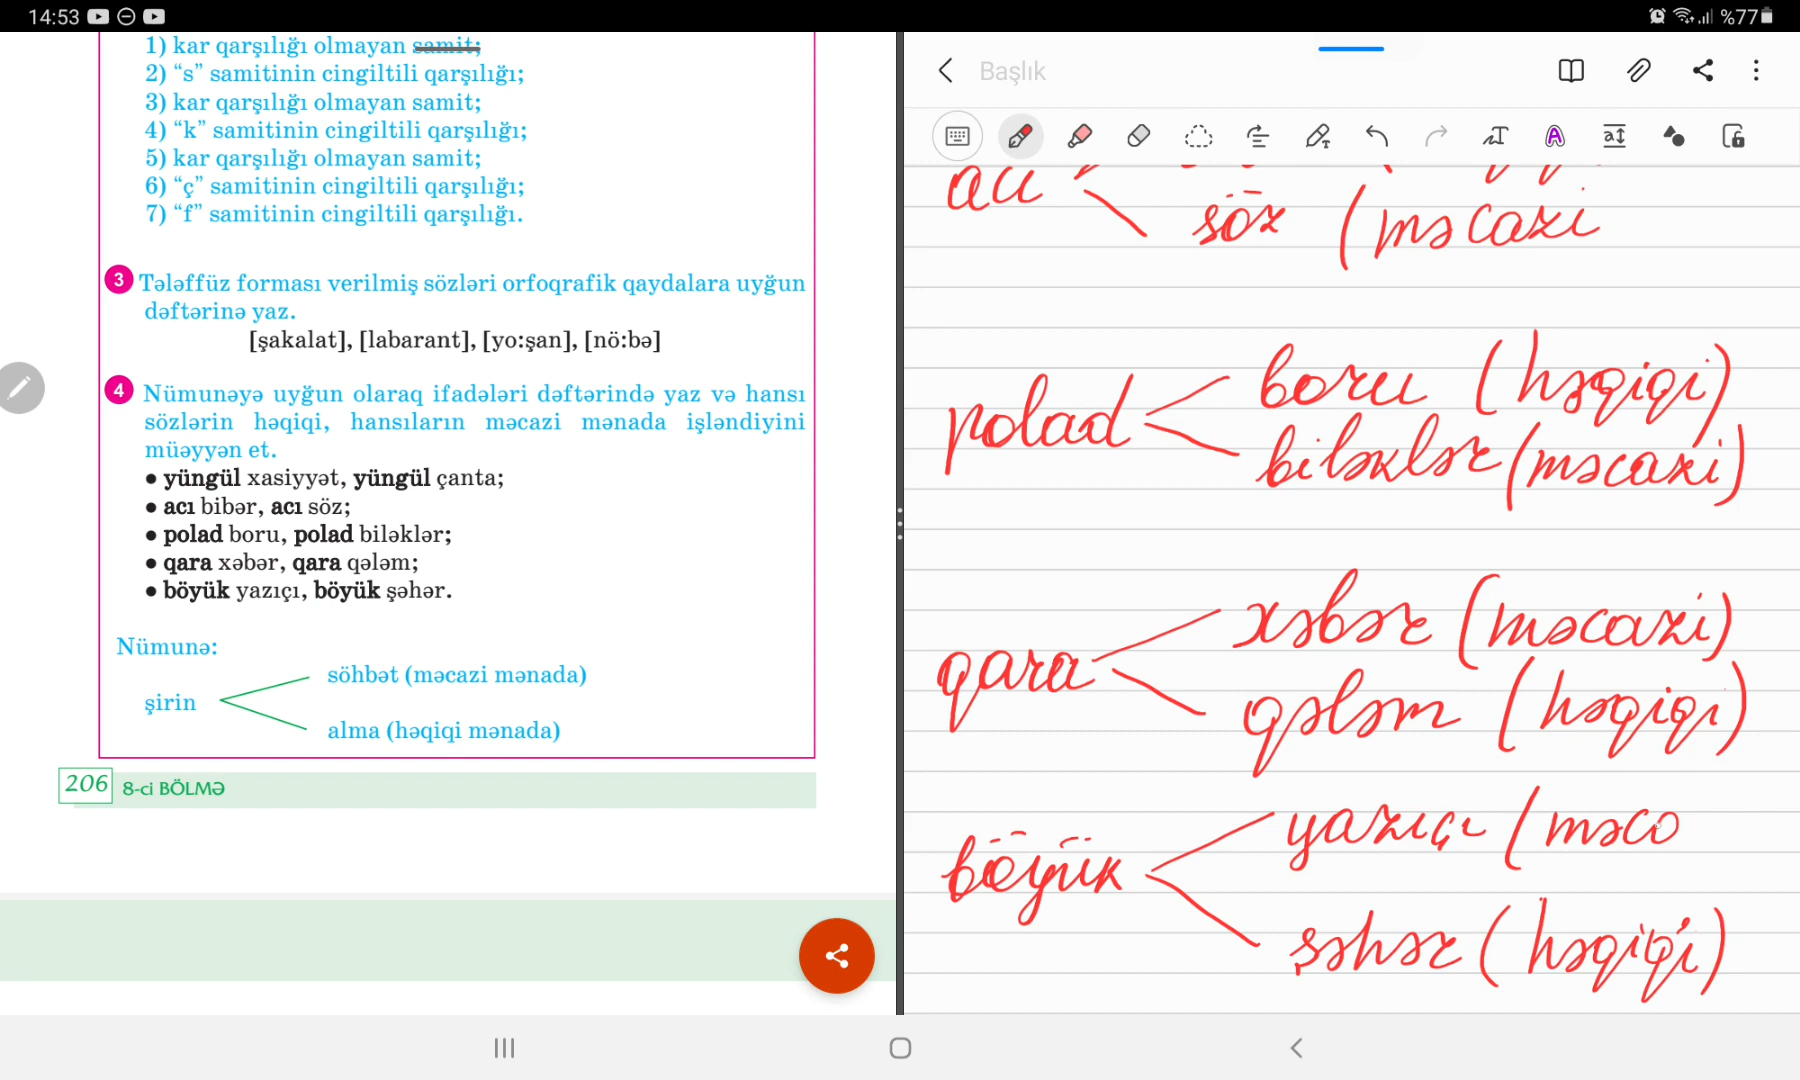 14:53
%77
1) kar qarşılığı olmayan samit;
2) “s” samitinin cingiltili qarşılığı;
3) kar qarşılığı olmayan samit;
4) “k” samitinin cingiltili qarşılığı;
5) kar qarşılığı olmayan samit;
6) “ç” samitinin cingiltili qarşılığı;
7) “f” samitinin cingiltili qarşılığı.
3 Tələffüz forması verilmiş sözləri orfoqrafik qaydalara uyğun
dəftərinə yaz.
[şakalat], [labarant], [yo:şan], [nö:bə]
4 Nümunəyə uyğun olaraq ifadələri dəftərində yaz və hansı
sözlərin həqiqi, hansıların məcazi mənada işləndiyini
müəyyən et.
● yüngül xasiyyət, yüngül çanta;
● acı bibər, acı söz;
● polad boru, polad biləklər;
● qara xəbər, qara qələm;
● böyük yazıçı, böyük şəhər.
Nümunə:
söhbət (məcazi mənada)
şirin
alma (həqiqi mənada)
206 8-ci BÖLMƏ
Başlık
acı
söz (məcazi
boru (həqiqi)
polad
biləklər (məcazi)
xəbər (məcazi)
qara
qələm (həqiqi)
yazıçı (məca
böyük
şəhər (həqiqi)